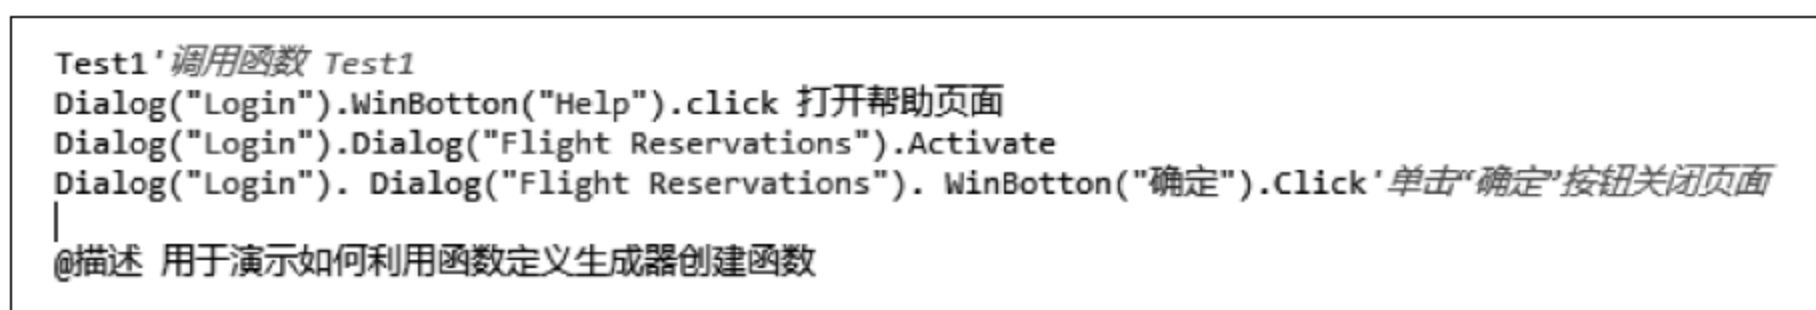 Test1'调用函数 Test1
Dialog("Login").WinBotton("Help").click 打开帮助页面
Dialog("Login").Dialog("Flight Reservations").Activate
Dialog("Login"). Dialog("Flight Reservations"). WinBotton("确定").Click'单击“确定”按钮关闭页面
@描述 用于演示如何利用函数定义生成器创建函数